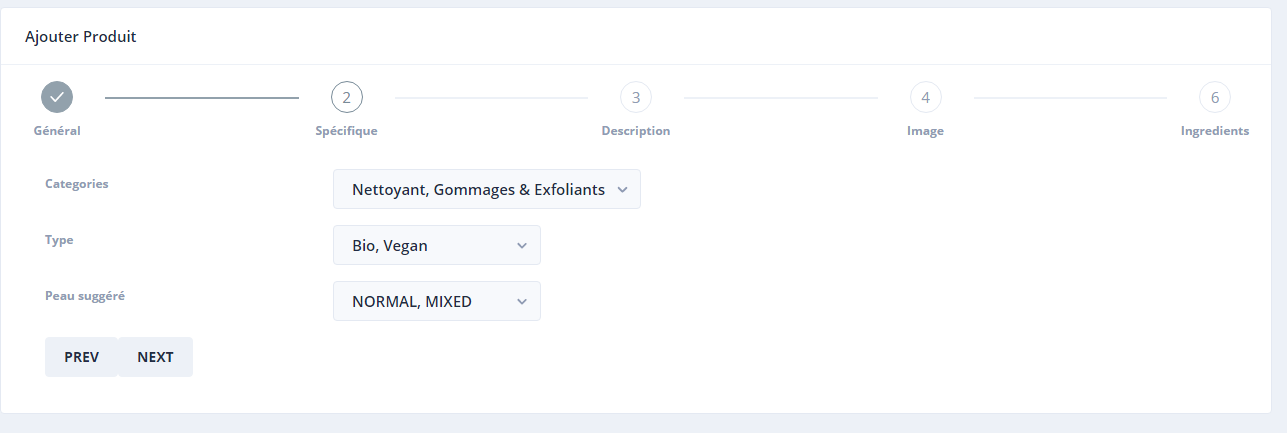 Ajouter Produit
2
3
4
6
Général
Spécifique
Description
Image
Ingredients
Categories
Nettoyant, Gommages & Exfoliants
Type
Bio, Vegan
Peau suggéré
NORMAL, MIXED
PREV
NEXT